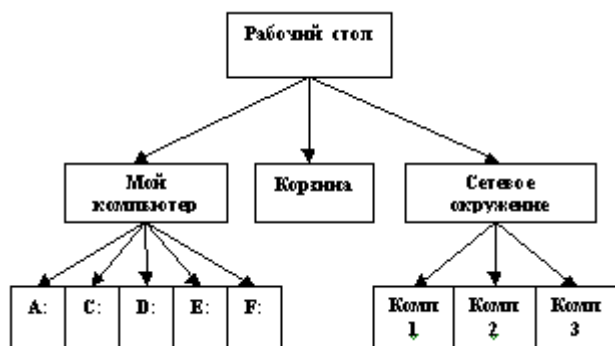 Рабочий стол
Мой
компьютер
Корзина
Сетевое
окружение
A:
C:
D:
E:
F:
Комп
1
Комп
2
Комп
3